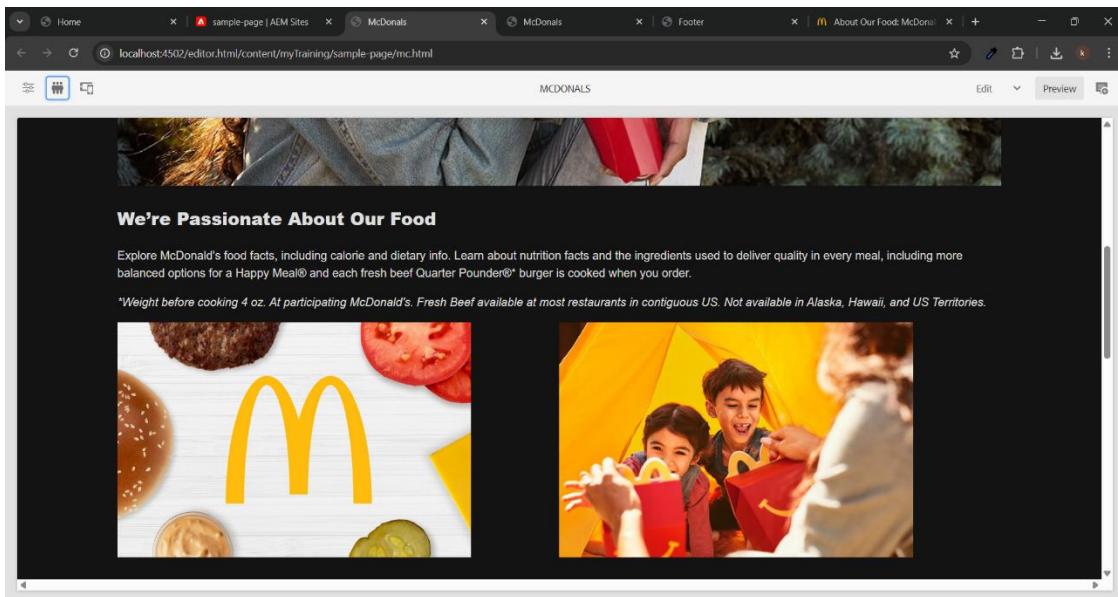 Home
sample-page | AEM Sites
McDonals
McDonals
Footer
About Our Food: McDonal
localhost:4502/editor.html/content/myTraining/sample-page/mc.html
k
MCDONALS
Edit
Preview
We're Passionate About Our Food
Explore McDonald's food facts, including calorie and dietary info. Learn about nutrition facts and the ingredients used to deliver quality in every meal, including more
balanced options for a Happy Meal® and each fresh beef Quarter Pounder®* burger is cooked when you order.
*Weight before cooking 4 oz. At participating McDonald's. Fresh Beef available at most restaurants in contiguous US. Not available in Alaska, Hawaii, and US Territories.